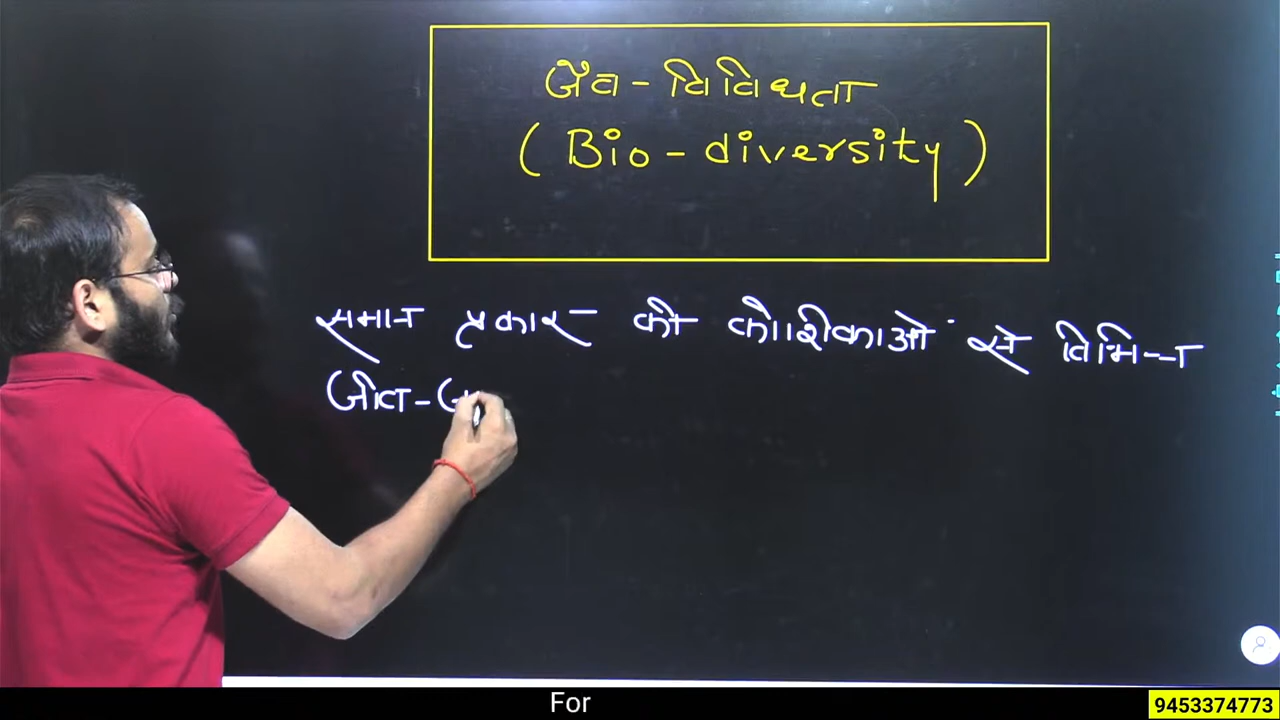 जैव-विविधता
(Bio-diversity)
समान प्रकार की कोशिकाओं से विभिन्न
जीव-
For
9453374773